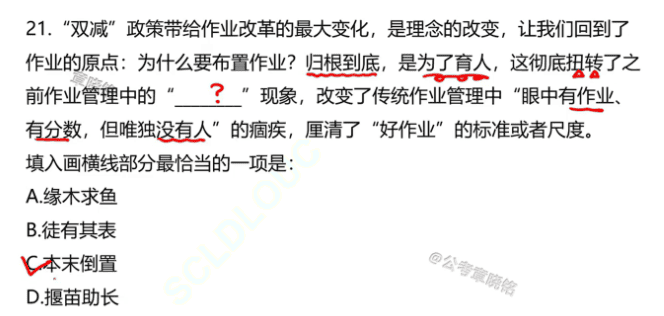 21.“双减”政策带给作业改革的最大变化，是理念的改变，让我们回到了
作业的原点：为什么要布置作业？归根到底，是为了育人，这彻底扭转了之
前作业管理中的“______”现象，改变了传统作业管理中“眼中有作业、
？
有分数，但唯独没有人”的痼疾，厘清了“好作业”的标准或者尺度。
填入画横线部分最恰当的一项是：
A.缘木求鱼
B.徒有其表
C.本末倒置
D.揠苗助长
章晓铭
SCLDLOUC
@公考章晓铭